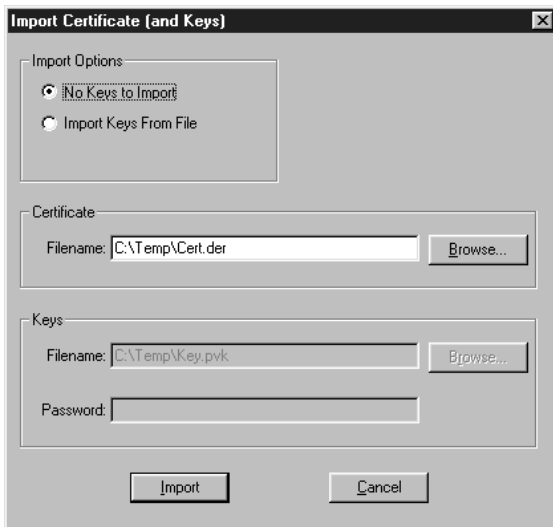 Import Certificate (and Keys)
Import Options
No Keys to Import
Import Keys From File
Certificate
Filename: C:\Temp\Cert.der Browse...
Keys
Filename: C:\Temp\Key.pvk Browse...
Password:
Import Cancel